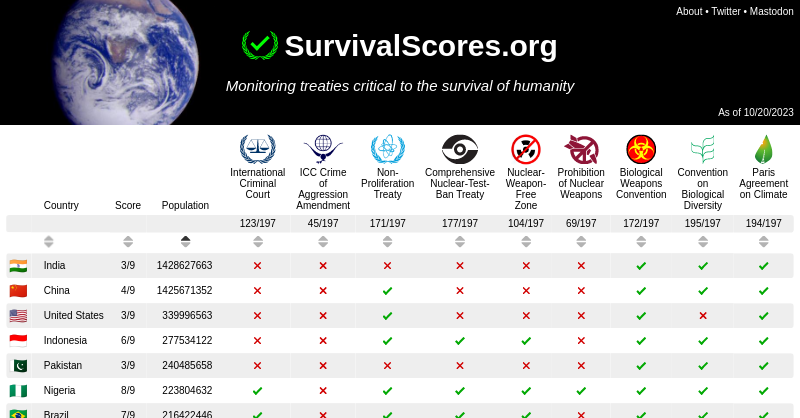 About • Twitter • Mastodon
SurvivalScores.org
Monitoring treaties critical to the survival of humanity
As of 10/20/2023
Country Score Population International Criminal Court ICC Crime of Aggression Amendment Non-Proliferation Treaty Comprehensive Nuclear-Test-Ban Treaty Nuclear-Weapon-Free Zone Prohibition of Nuclear Weapons Biological Weapons Convention Convention on Biological Diversity Paris Agreement on Climate
123/197 45/197 171/197 177/197 104/197 69/197 172/197 195/197 194/197
India 3/9 1428627663
China 4/9 1425671352
United States 3/9 339996563
Indonesia 6/9 277534122
Pakistan 3/9 240485658
Nigeria 8/9 223804632
Brazil 7/9 216422446